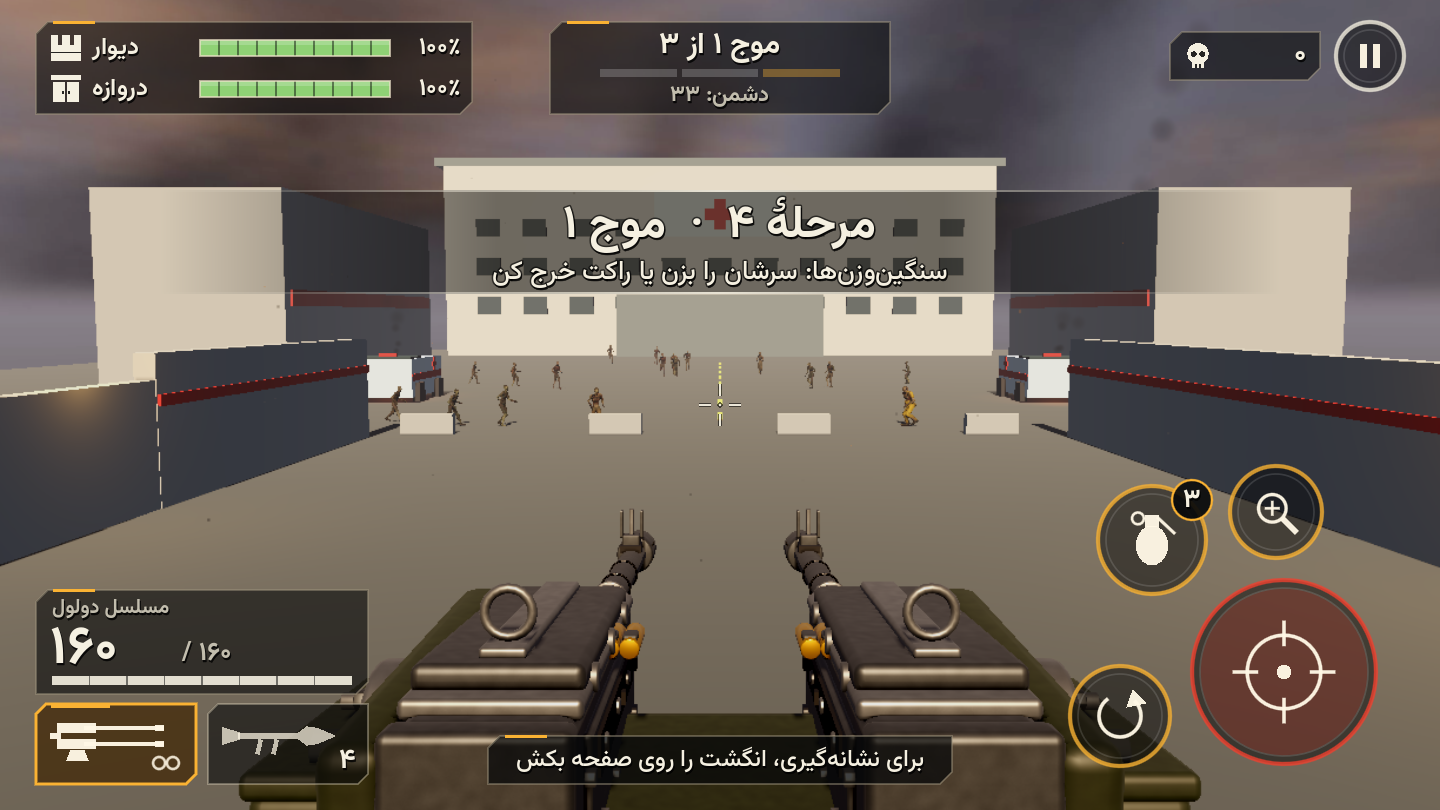 دیوار ۱۰۰٪
دروازه ۱۰۰٪
موج ۱ از ۳
دشمن: ۳۳
۰
مرحلهٔ ۴ · موج ۱
سنگین‌وزن‌ها: سرشان را بزن یا راکت خرج کن
۳
مسلسل دولول
۱۶۰ / ۱۶۰
∞
۴
برای نشانه‌گیری، انگشت را روی صفحه بکش